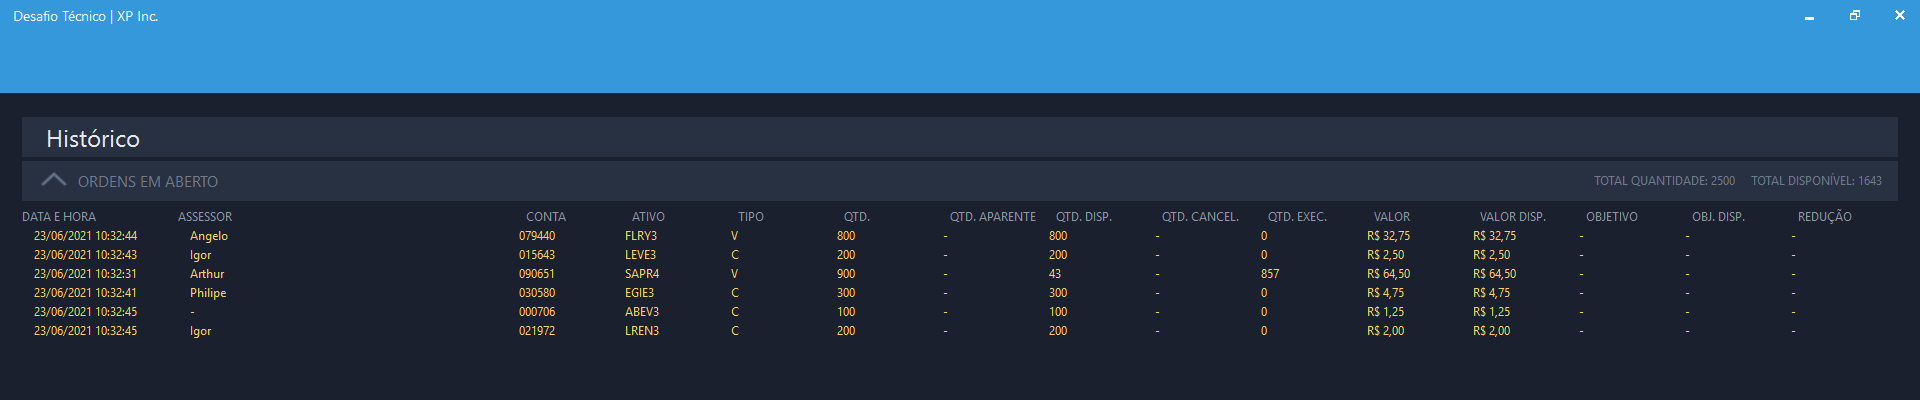 Desafio Técnico | XP Inc.
Histórico
ORDENS EM ABERTO TOTAL QUANTIDADE: 2500 TOTAL DISPONÍVEL: 1643
DATA E HORA ASSESSOR CONTA ATIVO TIPO QTD. QTD. APARENTE QTD. DISP. QTD. CANCEL. QTD. EXEC. VALOR VALOR DISP. OBJETIVO OBJ. DISP. REDUÇÃO
23/06/2021 10:32:44 Angelo 079440 FLRY3 V 800 - 800 - 0 R$ 32,75 R$ 32,75 - - -
23/06/2021 10:32:43 Igor 015643 LEVE3 C 200 - 200 - 0 R$ 2,50 R$ 2,50 - - -
23/06/2021 10:32:31 Arthur 090651 SAPR4 V 900 - 43 - 857 R$ 64,50 R$ 64,50 - - -
23/06/2021 10:32:41 Philipe 030580 EGIE3 C 300 - 300 - 0 R$ 4,75 R$ 4,75 - - -
23/06/2021 10:32:45 - 000706 ABEV3 C 100 - 100 - 0 R$ 1,25 R$ 1,25 - - -
23/06/2021 10:32:45 Igor 021972 LREN3 C 200 - 200 - 0 R$ 2,00 R$ 2,00 - - -